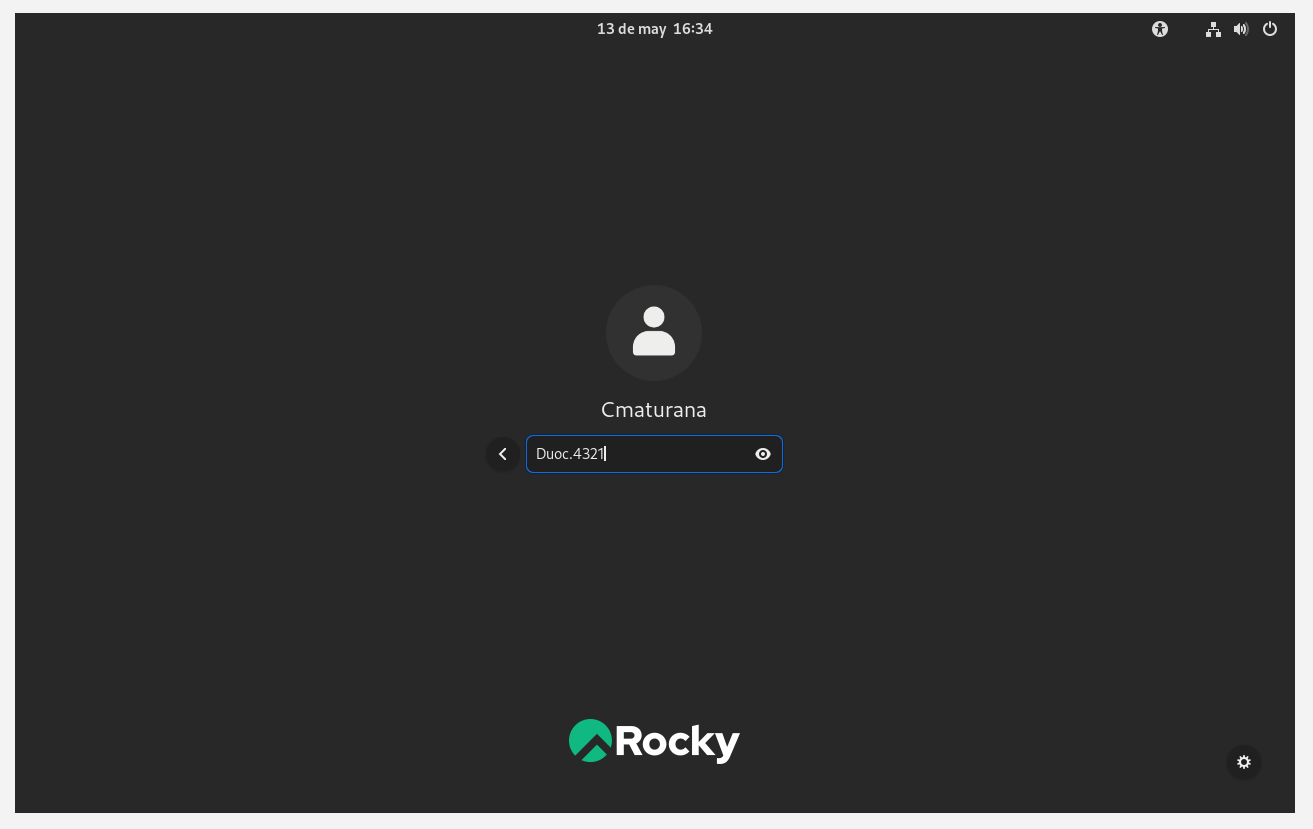 13 de may 16:34
Cmaturana
Duoc.4321
Rocky